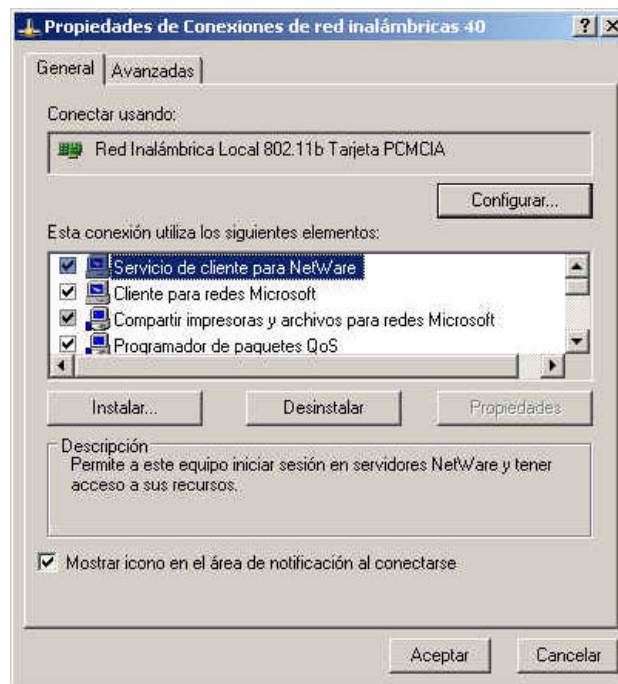 Propiedades de Conexiones de red inalámbricas 40
General
Avanzadas
Conectar usando:
Red Inalámbrica Local 802.11b Tarjeta PCMCIA
Configurar...
Esta conexión utiliza los siguientes elementos:
Servicio de cliente para NetWare
Cliente para redes Microsoft
Compartir impresoras y archivos para redes Microsoft
Programador de paquetes QoS
Instalar...
Desinstalar
Propiedades
Descripción
Permite a este equipo iniciar sesión en servidores NetWare y tener
acceso a sus recursos.
Mostrar icono en el área de notificación al conectarse
Aceptar
Cancelar